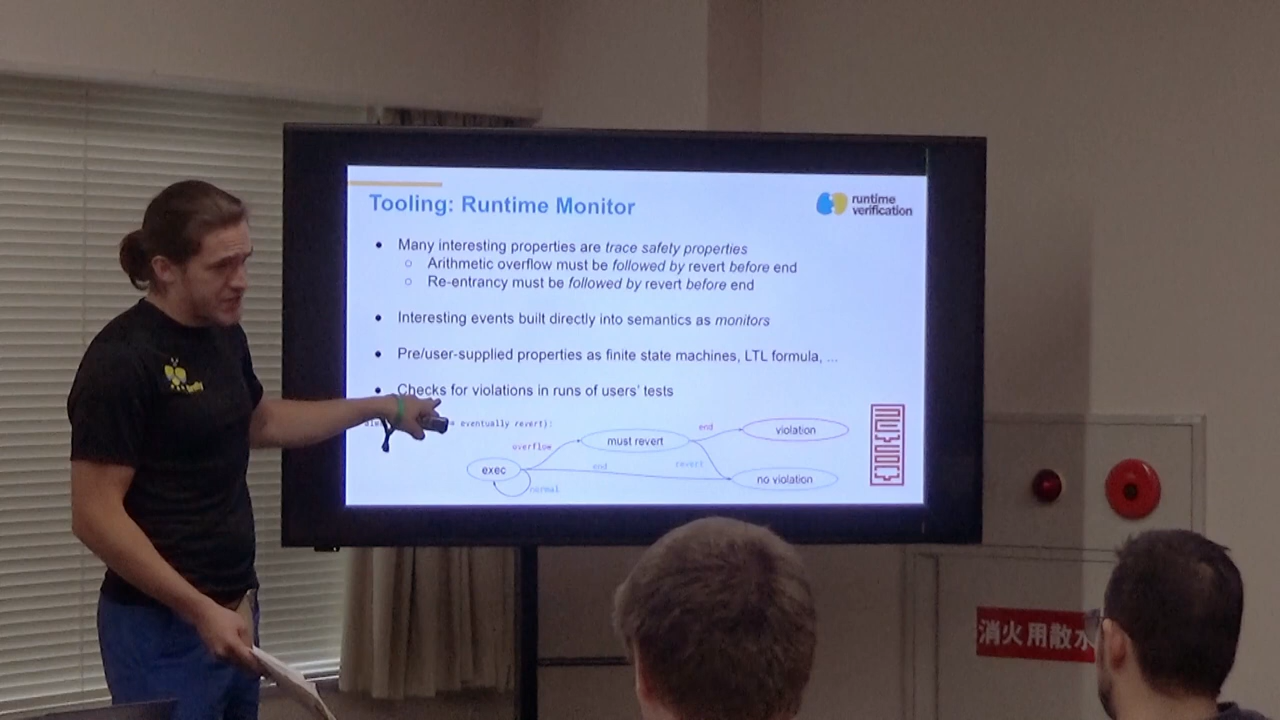 Tooling: Runtime Monitor
runtime
verification
● Many interesting properties are trace safety properties
○ Arithmetic overflow must be followed by revert before end
○ Re-entrancy must be followed by revert before end
● Interesting events built directly into semantics as monitors
● Pre/user-supplied properties as finite state machines, LTL formula, ...
● Checks for violations in runs of users' tests
eventually revert):
overflow
must revert
end
violation
exec
end
revert
no violation
normal
消火用散水